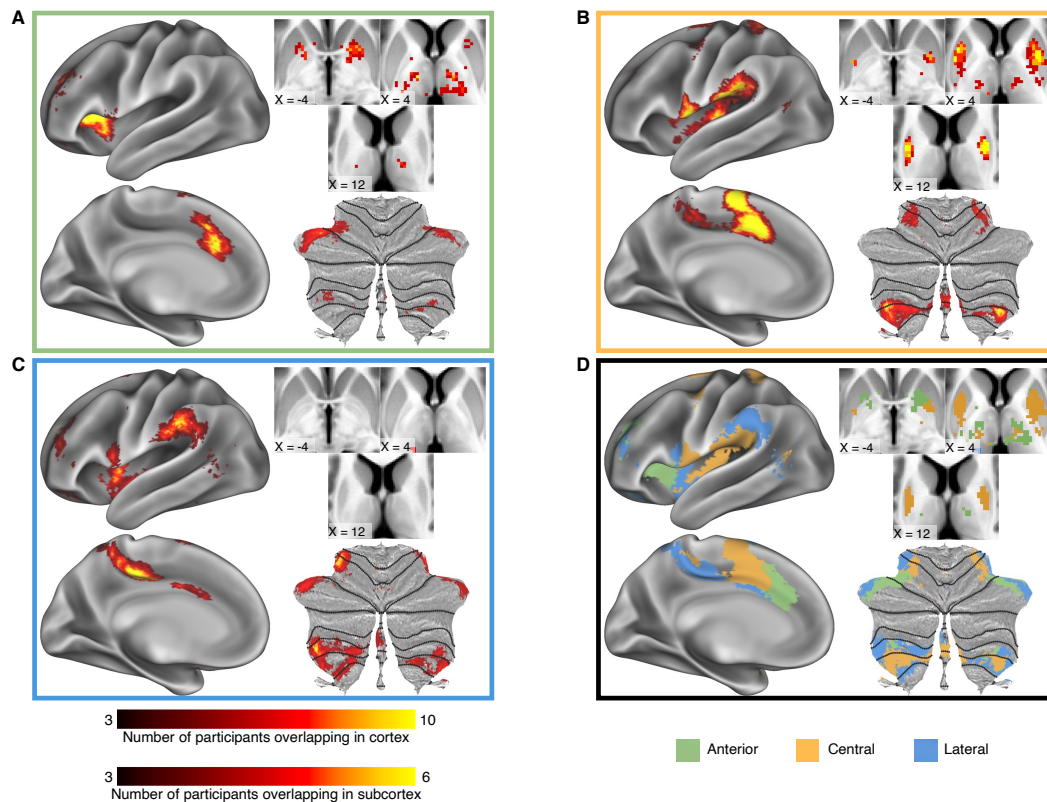 A
X = -4
X = 4
X = 12
B
X = -4
X = 4
X = 12
C
X = -4
X = 4
X = 12
D
X = -4
X = 4
X = 12
3 10
Number of participants overlapping in cortex
3 6
Number of participants overlapping in subcortex
Anterior Central Lateral